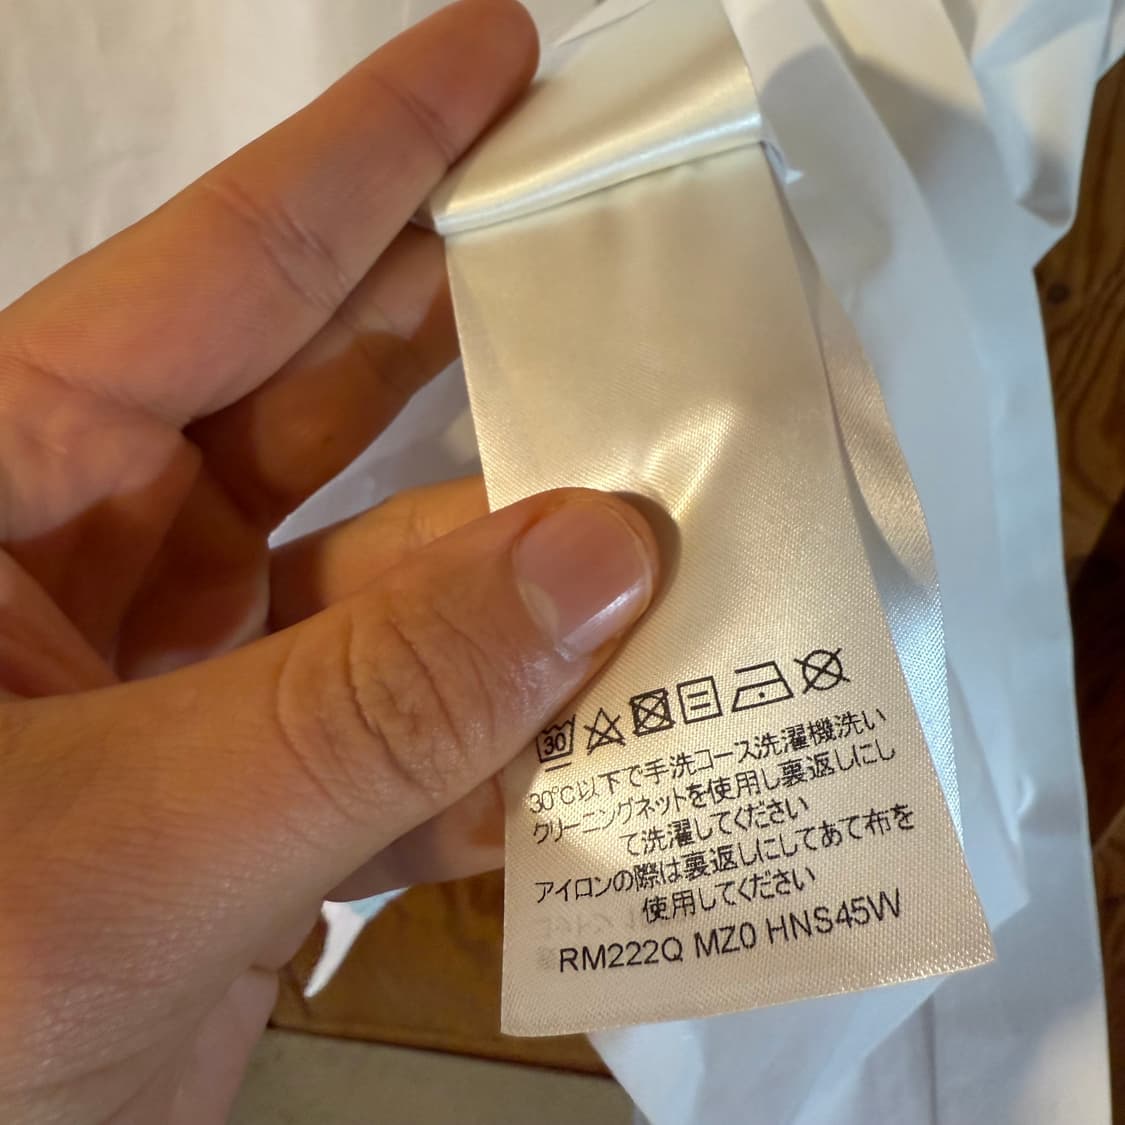 30
30℃以下で手洗コース洗濯機洗い
クリーニングネットを使用し裏返しにし
て洗濯してください
アイロンの際は裏返しにしてあて布を
使用してください
RM222Q MZ0 HNS45W